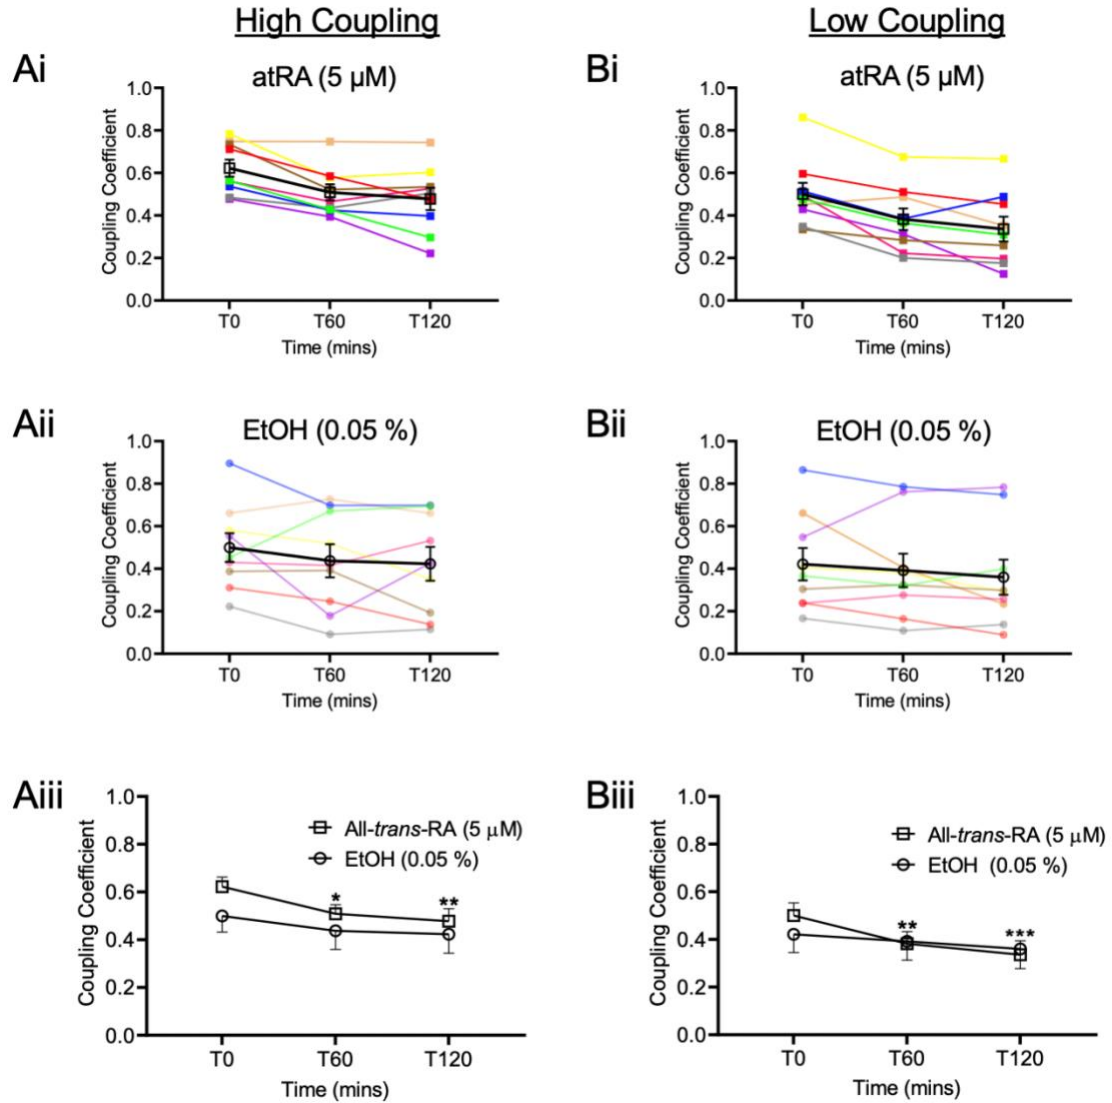 High Coupling
Low Coupling
Ai
atRA (5 µM)
Coupling Coefficient
1.0
0.8
0.6
0.4
0.2
0.0
T0 T60 T120
Time (mins)
Bi
atRA (5 µM)
Coupling Coefficient
1.0
0.8
0.6
0.4
0.2
0.0
T0 T60 T120
Time (mins)
Aii
EtOH (0.05 %)
Coupling Coefficient
1.0
0.8
0.6
0.4
0.2
0.0
T0 T60 T120
Time (mins)
Bii
EtOH (0.05 %)
Coupling Coefficient
1.0
0.8
0.6
0.4
0.2
0.0
T0 T60 T120
Time (mins)
Aiii
Coupling Coefficient
1.0
0.8
0.6
0.4
0.2
0.0
All-trans-RA (5 µM)
EtOH (0.05 %)
* **
T0 T60 T120
Time (mins)
Biii
Coupling Coefficient
1.0
0.8
0.6
0.4
0.2
0.0
All-trans-RA (5 µM)
EtOH (0.05 %)
** ***
T0 T60 T120
Time (mins)